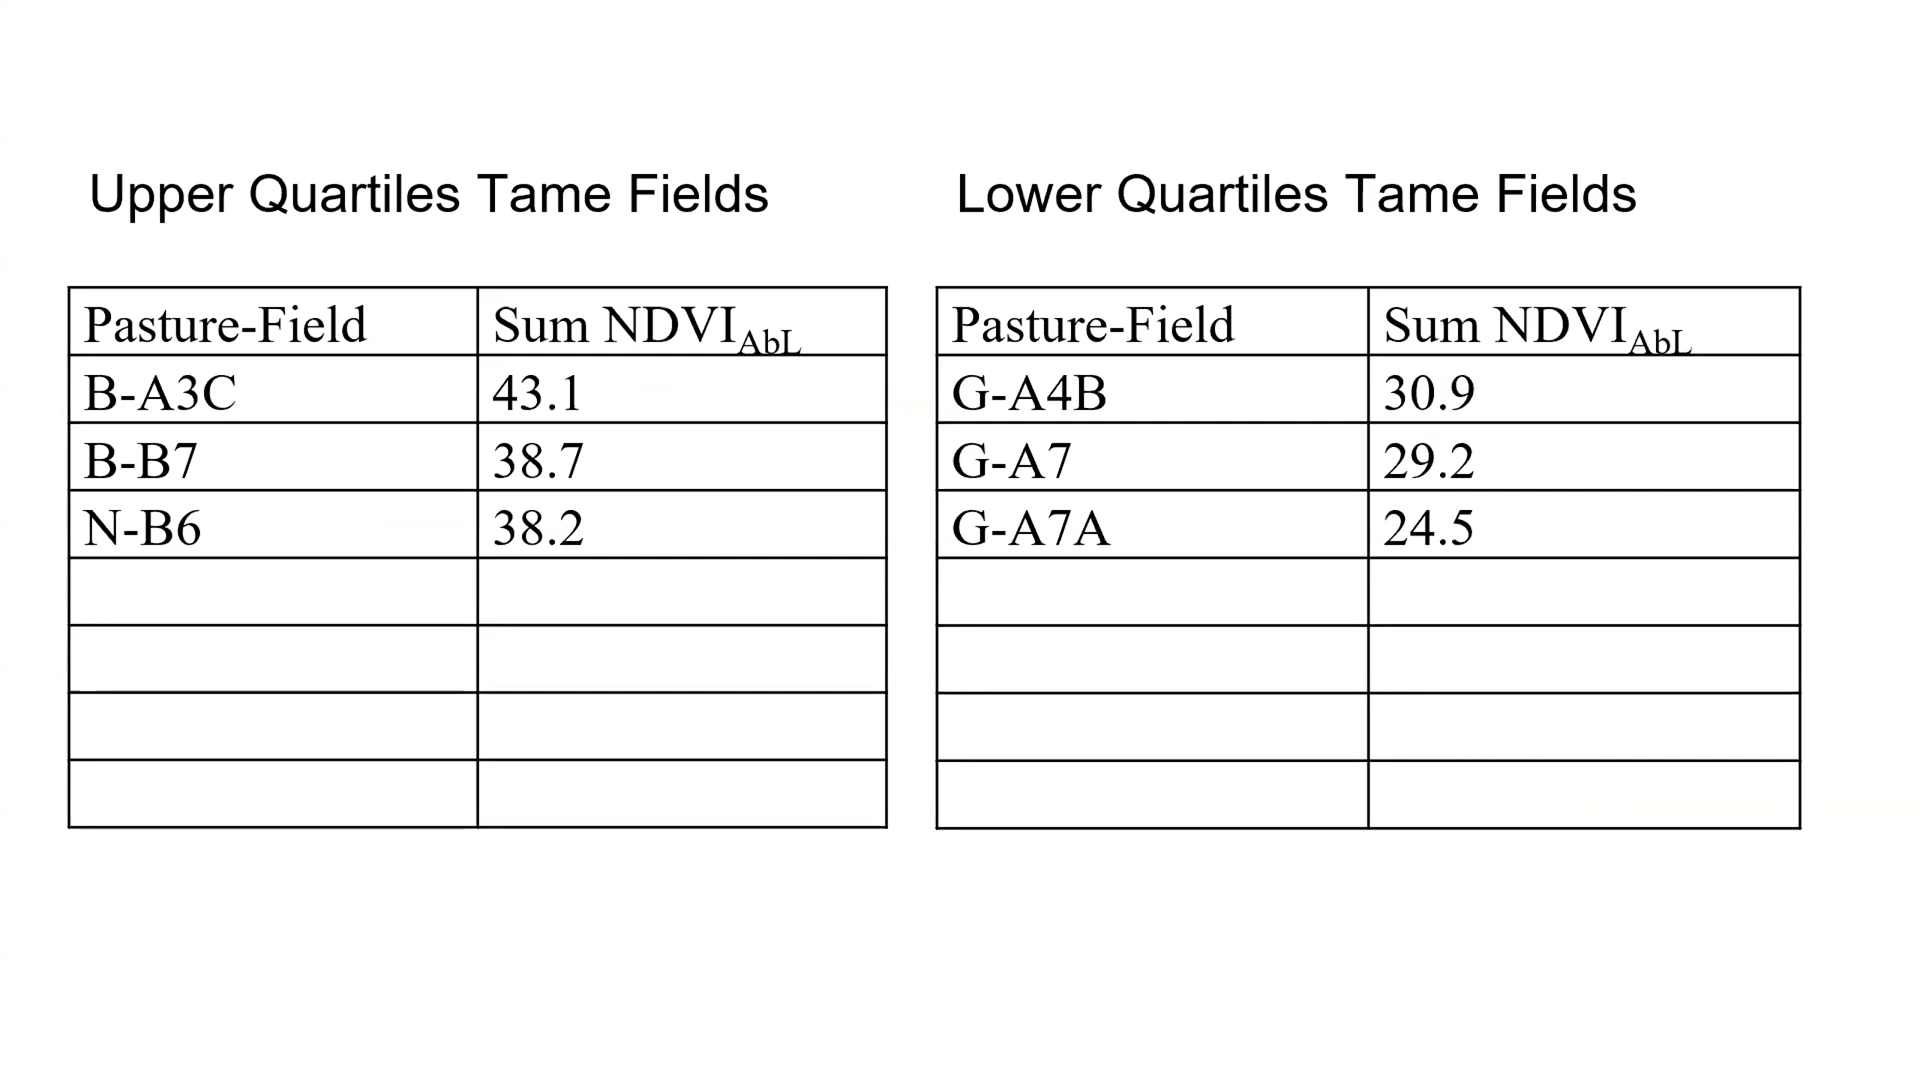 Upper Quartiles Tame Fields
Pasture-Field Sum NDVIAbL
B-A3C 43.1
B-B7 38.7
N-B6 38.2
Lower Quartiles Tame Fields
Pasture-Field Sum NDVIAbL
G-A4B 30.9
G-A7 29.2
G-A7A 24.5